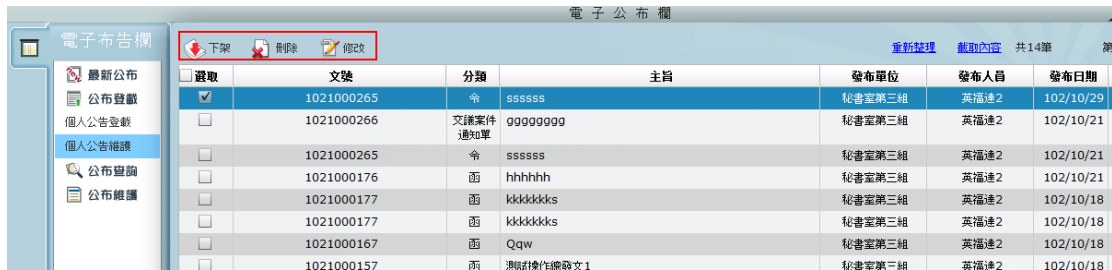 電 子 公 布 欄
電子布告欄
下架 刪除 修改 重新整理 截取內容 共14筆 第
最新公布
公布登載
個人公告登載
個人公告維護
公布查詢
公布維護
選取 文號 分類 主旨 發布單位 發布人員 發布日期
1021000265 令 ssssss 秘書室第三組 英福達2 102/10/29
1021000266 交議案件通知單 gggggggg 秘書室第三組 英福達2 102/10/21
1021000265 令 ssssss 秘書室第三組 英福達2 102/10/21
1021000176 函 hhhhhh 秘書室第三組 英福達2 102/10/21
1021000177 函 kkkkkkks 秘書室第三組 英福達2 102/10/18
1021000177 函 kkkkkkks 秘書室第三組 英福達2 102/10/18
1021000167 函 Qqw 秘書室第三組 英福達2 102/10/18
1021000157 函 測試操作續發文1 秘書室第三組 英福達2 102/10/18